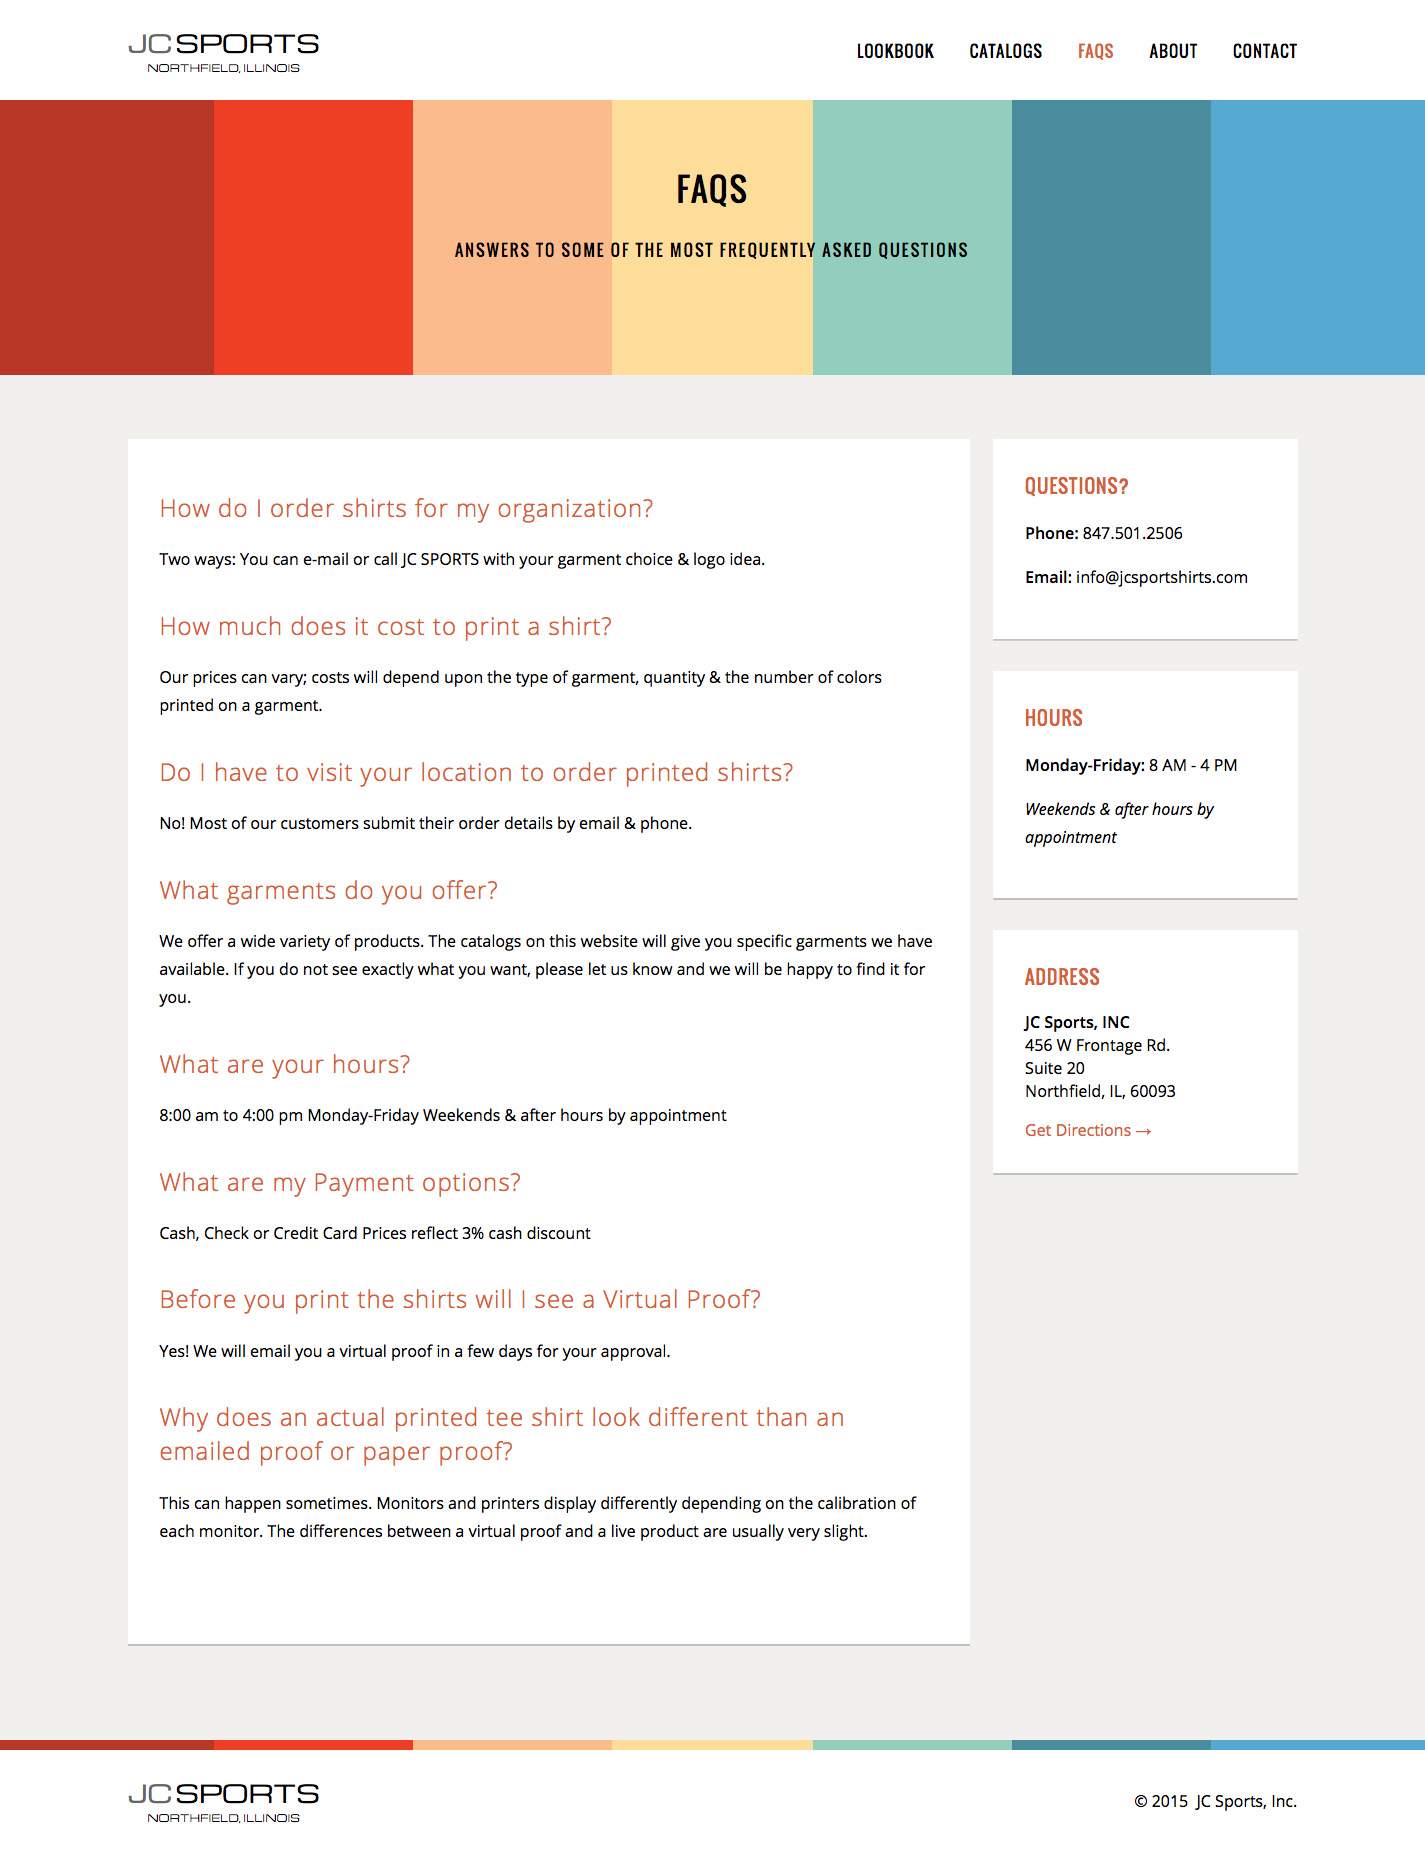 JC SPORTS
NORTHFIELD, ILLINOIS
LOOKBOOK CATALOGS FAQS ABOUT CONTACT
FAQS
ANSWERS TO SOME OF THE MOST FREQUENTLY ASKED QUESTIONS
How do I order shirts for my organization?
Two ways: You can e-mail or call JC SPORTS with your garment choice & logo idea.
How much does it cost to print a shirt?
Our prices can vary; costs will depend upon the type of garment, quantity & the number of colors
printed on a garment.
Do I have to visit your location to order printed shirts?
No! Most of our customers submit their order details by email & phone.
What garments do you offer?
We offer a wide variety of products. The catalogs on this website will give you specific garments we have
available. If you do not see exactly what you want, please let us know and we will be happy to find it for
you.
What are your hours?
8:00 am to 4:00 pm Monday-Friday Weekends & after hours by appointment
What are my Payment options?
Cash, Check or Credit Card Prices reflect 3% cash discount
Before you print the shirts will I see a Virtual Proof?
Yes! We will email you a virtual proof in a few days for your approval.
Why does an actual printed tee shirt look different than an
emailed proof or paper proof?
This can happen sometimes. Monitors and printers display differently depending on the calibration of
each monitor. The differences between a virtual proof and a live product are usually very slight.
QUESTIONS?
Phone: 847.501.2506
Email: info@jcsportshirts.com
HOURS
Monday-Friday: 8 AM - 4 PM
Weekends & after hours by
appointment
ADDRESS
JC Sports, INC
456 W Frontage Rd.
Suite 20
Northfield, IL, 60093
Get Directions →
JC SPORTS
NORTHFIELD, ILLINOIS
© 2015 JC Sports, Inc.